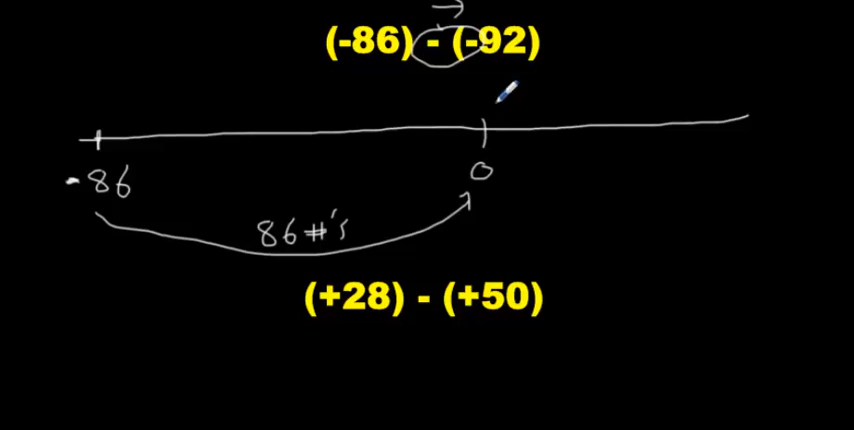 (-86) - (-92)
-86
0
86 #'s
(+28) - (+50)